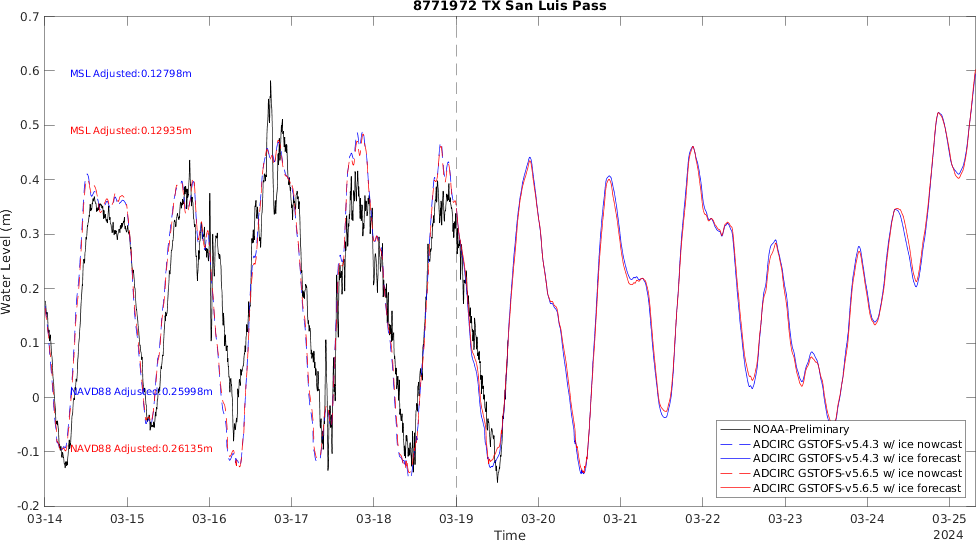 8771972 TX San Luis Pass
0.7
0.6
0.5
0.4
0.3
0.2
0.1
0
-0.1
-0.2
Water Level (m)
MSL Adjusted:0.12798m
MSL Adjusted:0.12935m
NAVD88 Adjusted:0.25998m
NAVD88 Adjusted:0.26135m
NOAA-Preliminary
ADCIRC GSTOFS-v5.4.3 w/ ice nowcast
ADCIRC GSTOFS-v5.4.3 w/ ice forecast
ADCIRC GSTOFS-v5.6.5 w/ ice nowcast
ADCIRC GSTOFS-v5.6.5 w/ ice forecast
03-14 03-15 03-16 03-17 03-18 03-19 03-20 03-21 03-22 03-23 03-24 03-25
Time 2024